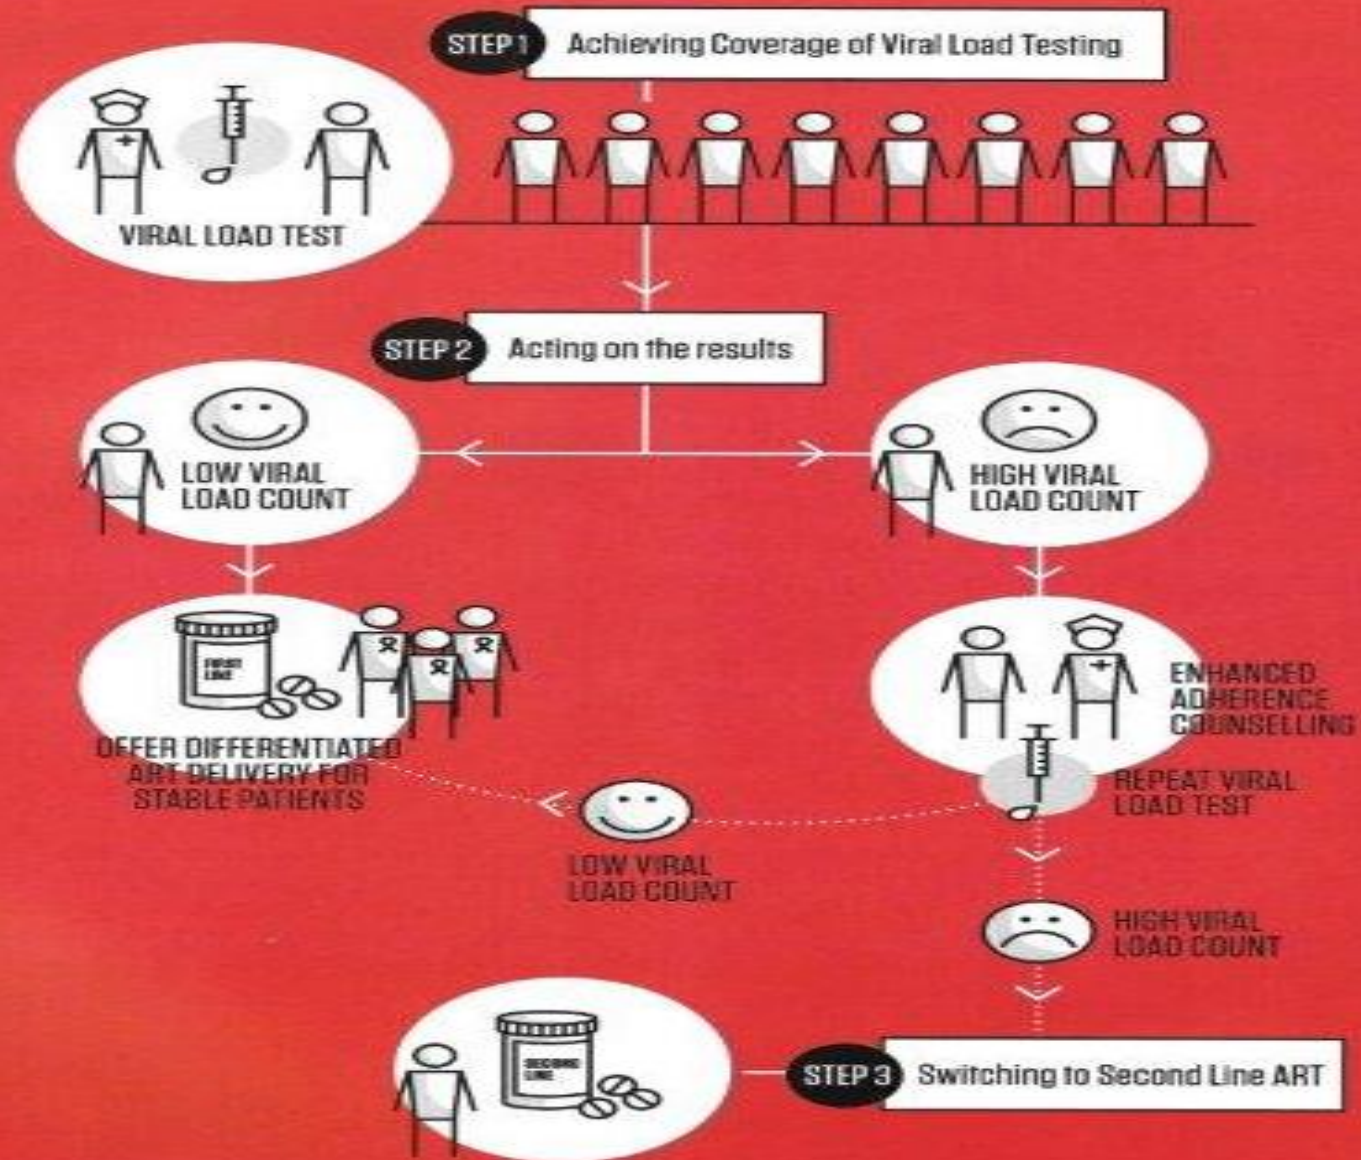 STEP 1
Achieving Coverage of Viral Load Testing
VIRAL LOAD TEST
STEP 2
Acting on the results
LOW VIRAL
LOAD COUNT
HIGH VIRAL
LOAD COUNT
FIRST
LINE
OFFER DIFFERENTIATED
ART DELIVERY FOR
STABLE PATIENTS
ENHANCED
ADHERENCE
COUNSELLING
REPEAT VIRAL
LOAD TEST
LOW VIRAL
LOAD COUNT
HIGH VIRAL
LOAD COUNT
SECOND
LINE
STEP 3
Switching to Second Line ART